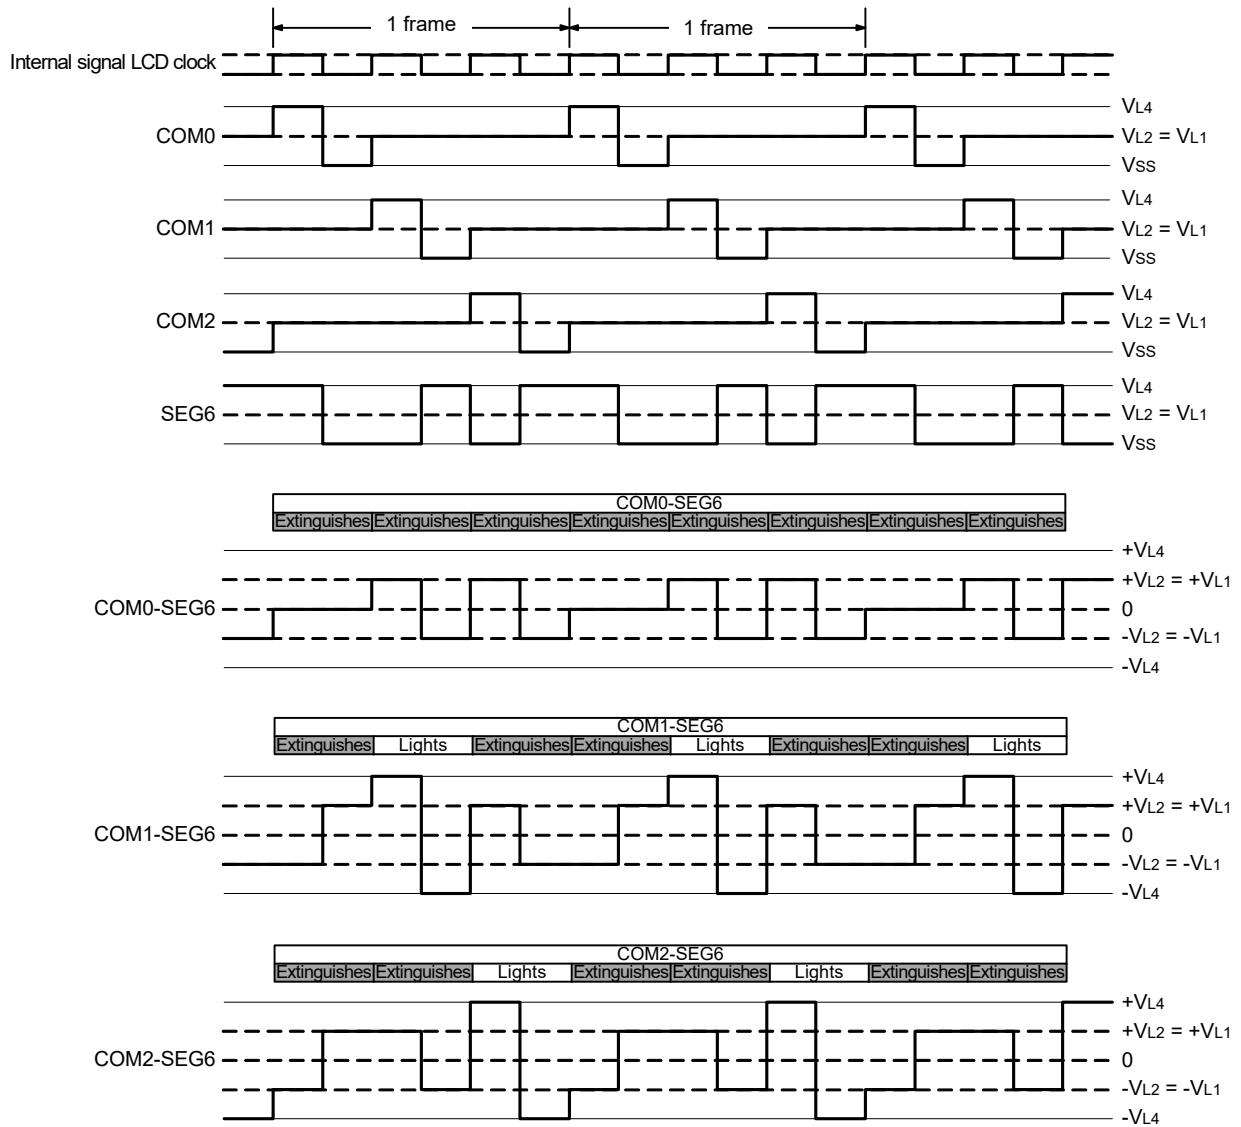 1 frame 1 frame
Internal signal LCD clock
VL4
COM0 VL2 = VL1
VSS
VL4
COM1 VL2 = VL1
VSS
VL4
COM2 VL2 = VL1
VSS
VL4
SEG6 VL2 = VL1
VSS
COM0-SEG6
Extinguishes Extinguishes Extinguishes Extinguishes Extinguishes Extinguishes Extinguishes Extinguishes
+VL4
+VL2 = +VL1
COM0-SEG6 0
-VL2 = -VL1
-VL4
COM1-SEG6
Extinguishes Lights Extinguishes Extinguishes Lights Extinguishes Extinguishes Lights
+VL4
+VL2 = +VL1
COM1-SEG6 0
-VL2 = -VL1
-VL4
COM2-SEG6
Extinguishes Extinguishes Lights Extinguishes Extinguishes Lights Extinguishes Extinguishes
+VL4
+VL2 = +VL1
COM2-SEG6 0
-VL2 = -VL1
-VL4